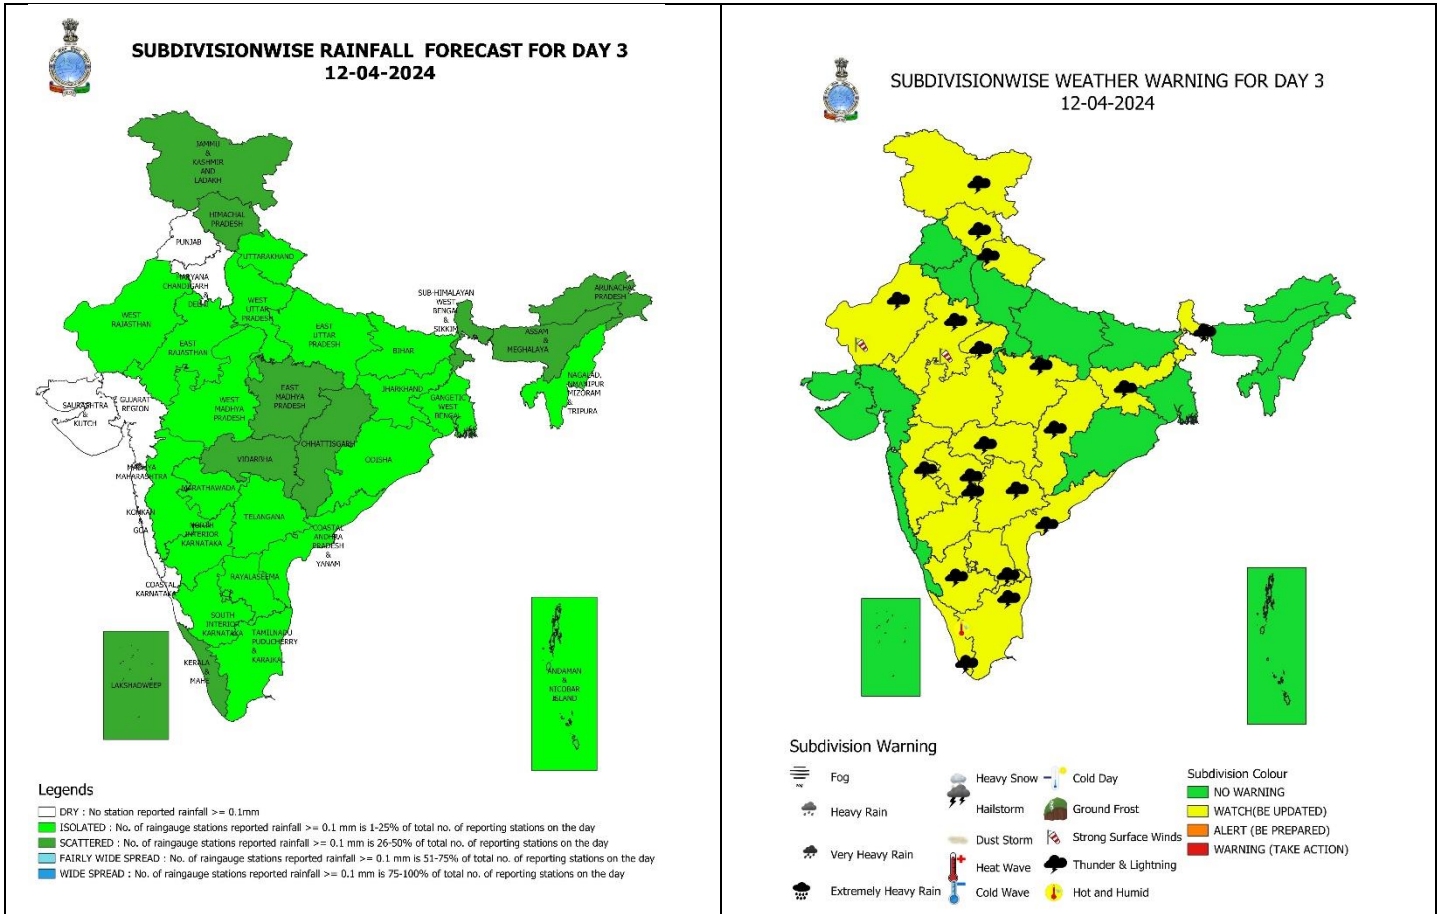 SUBDIVISIONWISE RAINFALL FORECAST FOR DAY 3
12-04-2024
JAMMU
&
KASHMIR
AND
LADAKH
HIMACHAL
PRADESH
PUNJAB
UTTARAKHAND
HARYANA
CHANDIGARH
&
DELHI
WEST
UTTAR
PRADESH
WEST
RAJASTHAN
EAST
RAJASTHAN
EAST
UTTAR
PRADESH
BIHAR
SUB-HIMALAYAN
WEST
BENGAL
&
SIKKIM
ARUNACHAL
PRADESH
ASSAM
&
MEGHALAYA
NAGALAD,
MANIPUR
MIZORAM
&
TRIPURA
JHARKHAND
GANGETIC
WEST
BENGAL
EAST
MADHYA
PRADESH
WEST
MADHYA
PRADESH
GUJARAT
REGION
SAURASHTRA
&
KUTCH
CHHATTISGARH
ODISHA
VIDARBHA
MADHYA
MAHARASHTRA
MARATHAWADA
KONKAN
&
GOA
TELANGANA
NORTH
INTERIOR
KARNATAKA
COASTAL
ANDHRA
PRADESH
&
YANAM
RAYALASEEMA
COASTAL
KARNATAKA
SOUTH
INTERIOR
KARNATAKA
TAMILNADU
PUDUCHERRY
&
KARAIKAL
KERALA
&
MAHE
LAKSHADWEEP
ANDAMAN
&
NICOBAR
ISLAND
Legends
DRY : No station reported rainfall >= 0.1mm
ISOLATED : No. of raingauge stations reported rainfall >= 0.1 mm is 1-25% of total no. of reporting stations on the day
SCATTERED : No. of raingauge stations reported rainfall >= 0.1 mm is 26-50% of total no. of reporting stations on the day
FAIRLY WIDE SPREAD : No. of raingauge stations reported rainfall >= 0.1 mm is 51-75% of total no. of reporting stations on the day
WIDE SPREAD : No. of raingauge stations reported rainfall >= 0.1 mm is 75-100% of total no. of reporting stations on the day
SUBDIVISIONWISE WEATHER WARNING FOR DAY 3
12-04-2024
Subdivision Warning
Fog
Heavy Rain
Very Heavy Rain
Extremely Heavy Rain
Heavy Snow
Hailstorm
Dust Storm
Heat Wave
Cold Wave
Cold Day
Ground Frost
Strong Surface Winds
Thunder & Lightning
Hot and Humid
Subdivision Colour
NO WARNING
WATCH(BE UPDATED)
ALERT (BE PREPARED)
WARNING (TAKE ACTION)